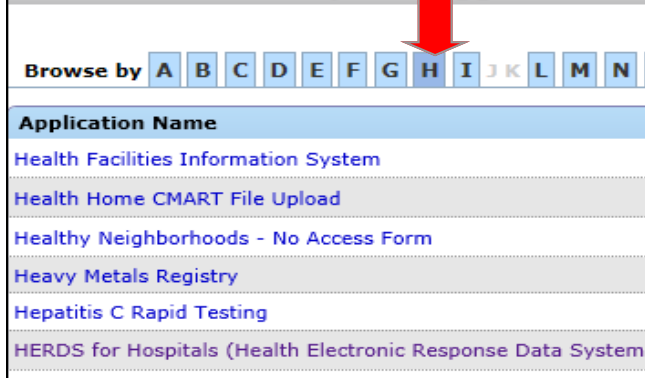 Browse by A B C D E F G H I J K L M N
Application Name
Health Facilities Information System
Health Home CMART File Upload
Healthy Neighborhoods - No Access Form
Heavy Metals Registry
Hepatitis C Rapid Testing
HERDS for Hospitals (Health Electronic Response Data System